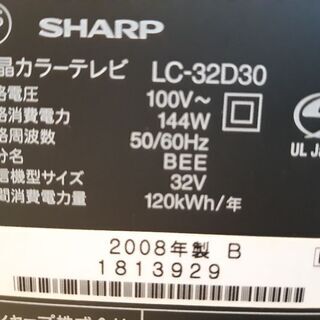 SHARP
晶カラーテレビ LC-32D30
格電圧 100V～
格消費電力 144W
格周波数 50/60Hz
分名 BEE
信機型サイズ 32V
間消費電力量 120kWh/年
UL Ja
2008年製 B
1813929